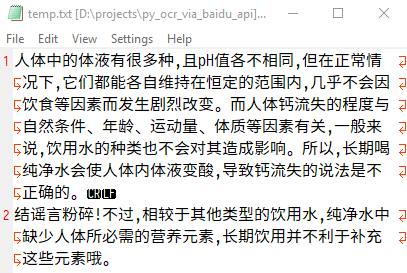 temp.txt [D:\projects\py_ocr_via_baidu_api]...
File Edit Settings View Help
1 人体中的体液有很多种,且pH值各不相同,但在正常情
况下,它们都能各自维持在恒定的范围内,几乎不会因
饮食等因素而发生剧烈改变。而人体钙流失的程度与
自然条件、年龄、运动量、体质等因素有关,一般来
说,饮用水的种类也不会对其造成影响。所以,长期喝
纯净水会使人体内体液变酸,导致钙流失的说法是不
正确的。CRLF
2 结谣言粉碎!不过,相较于其他类型的饮用水,纯净水中
缺少人体所必需的营养元素,长期饮用并不利于补充
这些元素哦。